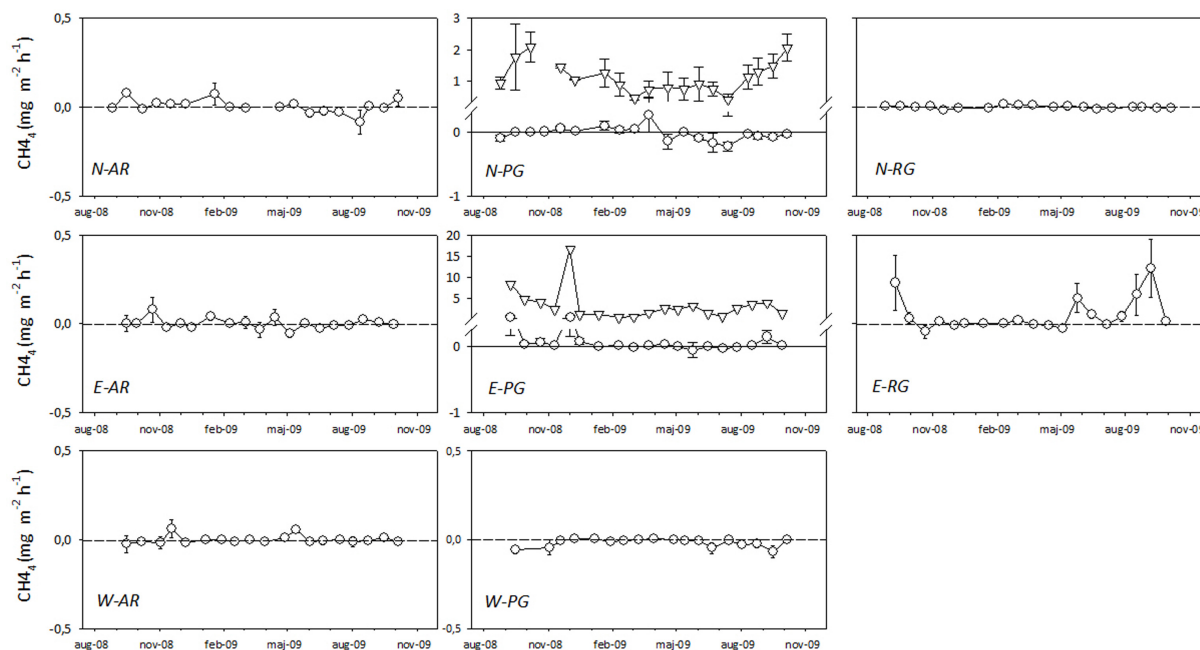 CH4₄ (mg m⁻² h⁻¹)
0,5
0,0
-0,5
N-AR
aug-08 nov-08 feb-09 maj-09 aug-09 nov-09
3
2
1
0
-1
N-PG
aug-08 nov-08 feb-09 maj-09 aug-09 nov-09
N-RG
aug-08 nov-08 feb-09 maj-09 aug-09 nov-09
CH4₄ (mg m⁻² h⁻¹)
0,5
0,0
-0,5
E-AR
aug-08 nov-08 feb-09 maj-09 aug-09 nov-09
20
15
10
5
0
-1
E-PG
aug-08 nov-08 feb-09 maj-09 aug-09 nov-09
E-RG
aug-08 nov-08 feb-09 maj-09 aug-09 nov-09
CH4₄ (mg m⁻² h⁻¹)
0,5
0,0
-0,5
W-AR
aug-08 nov-08 feb-09 maj-09 aug-09 nov-09
0,5
0,0
-0,5
W-PG
aug-08 nov-08 feb-09 maj-09 aug-09 nov-09